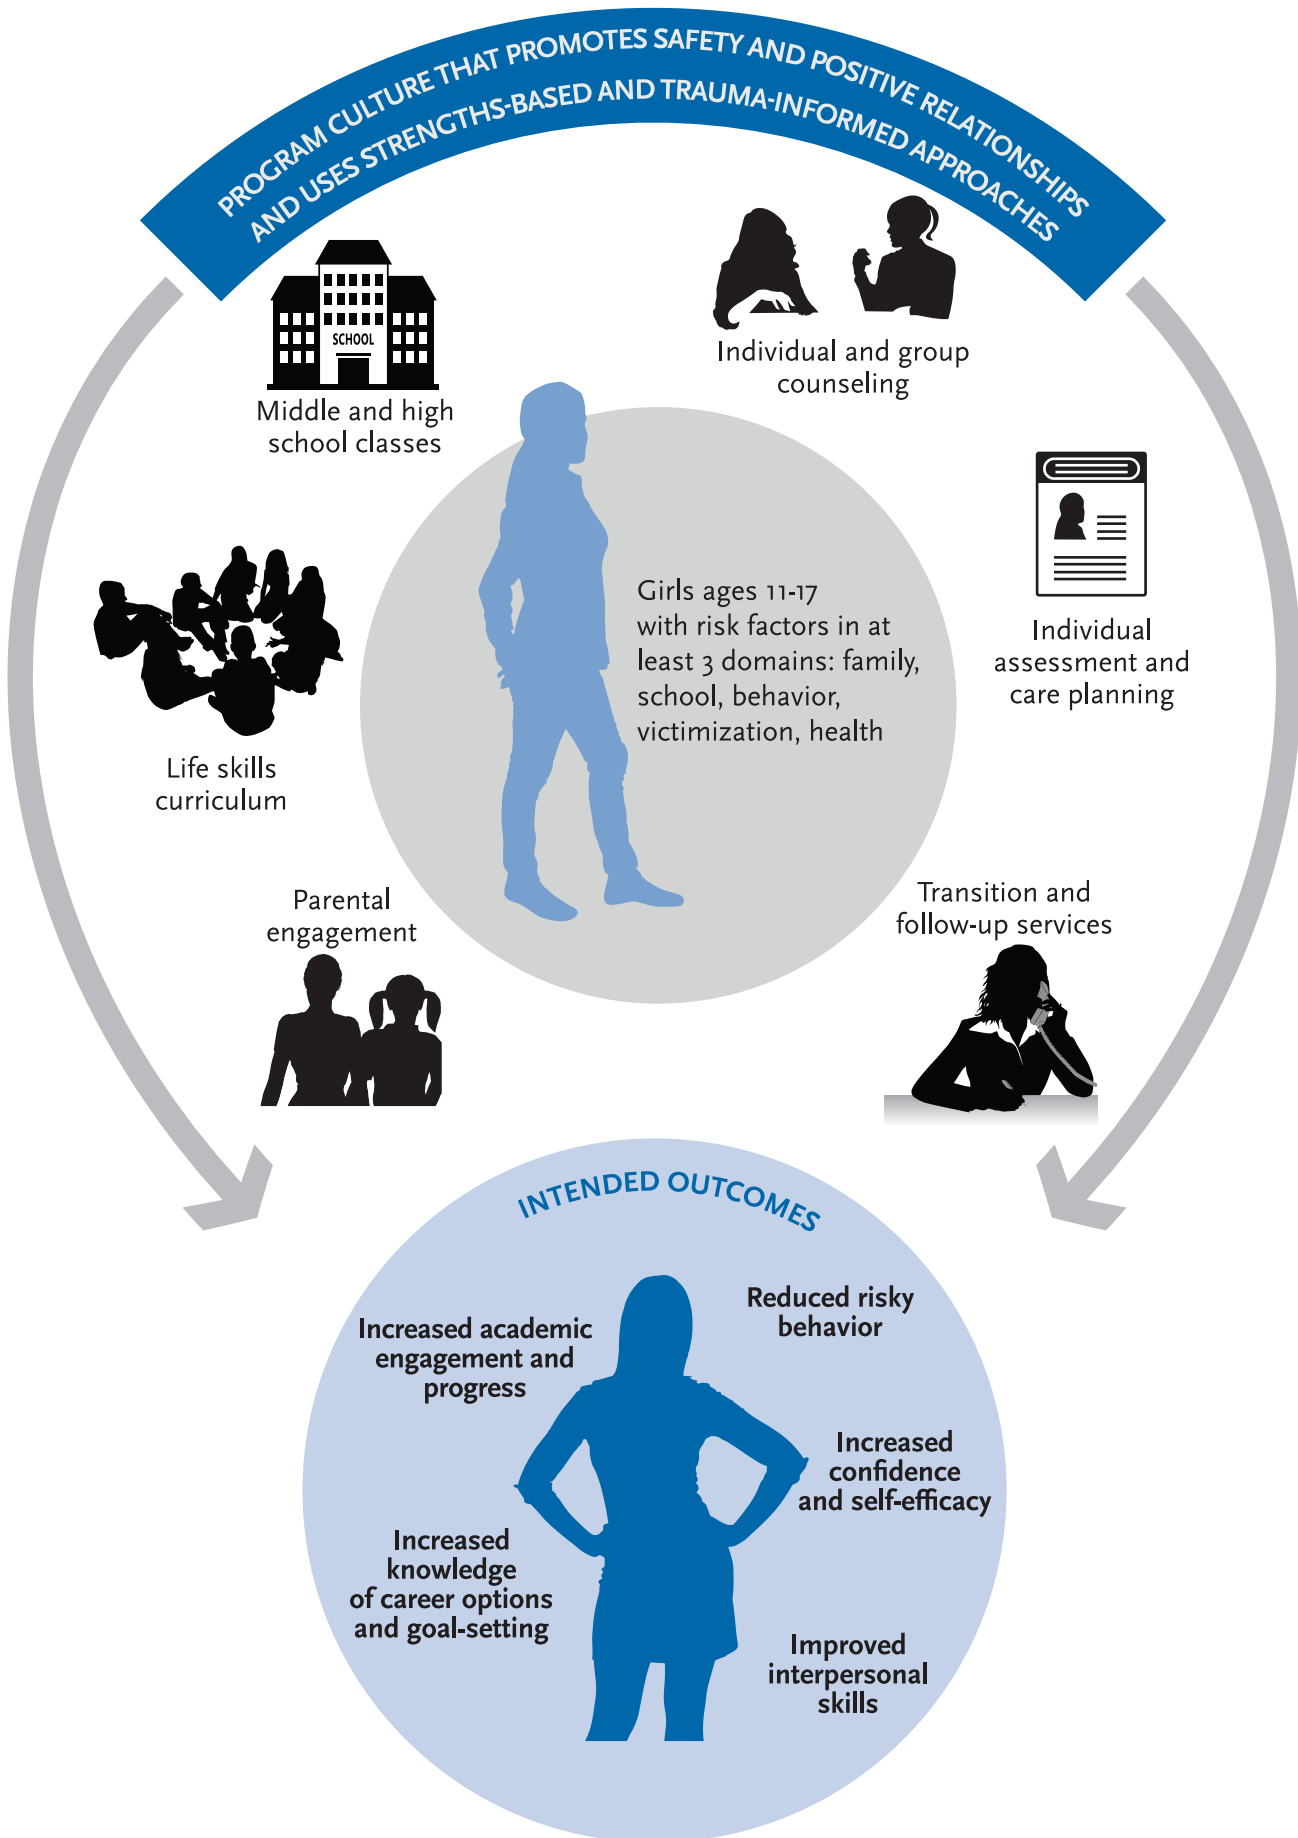 PROGRAM CULTURE THAT PROMOTES SAFETY AND POSITIVE RELATIONSHIPS
AND USES STRENGTHS-BASED AND TRAUMA-INFORMED APPROACHES
SCHOOL
Middle and high
school classes
Individual and group
counseling
Life skills
curriculum
Girls ages 11-17
with risk factors in at
least 3 domains: family,
school, behavior,
victimization, health
Individual
assessment and
care planning
Parental
engagement
Transition and
follow-up services
INTENDED OUTCOMES
Increased academic
engagement and
progress
Reduced risky
behavior
Increased
confidence
and self-efficacy
Increased
knowledge
of career options
and goal-setting
Improved
interpersonal
skills